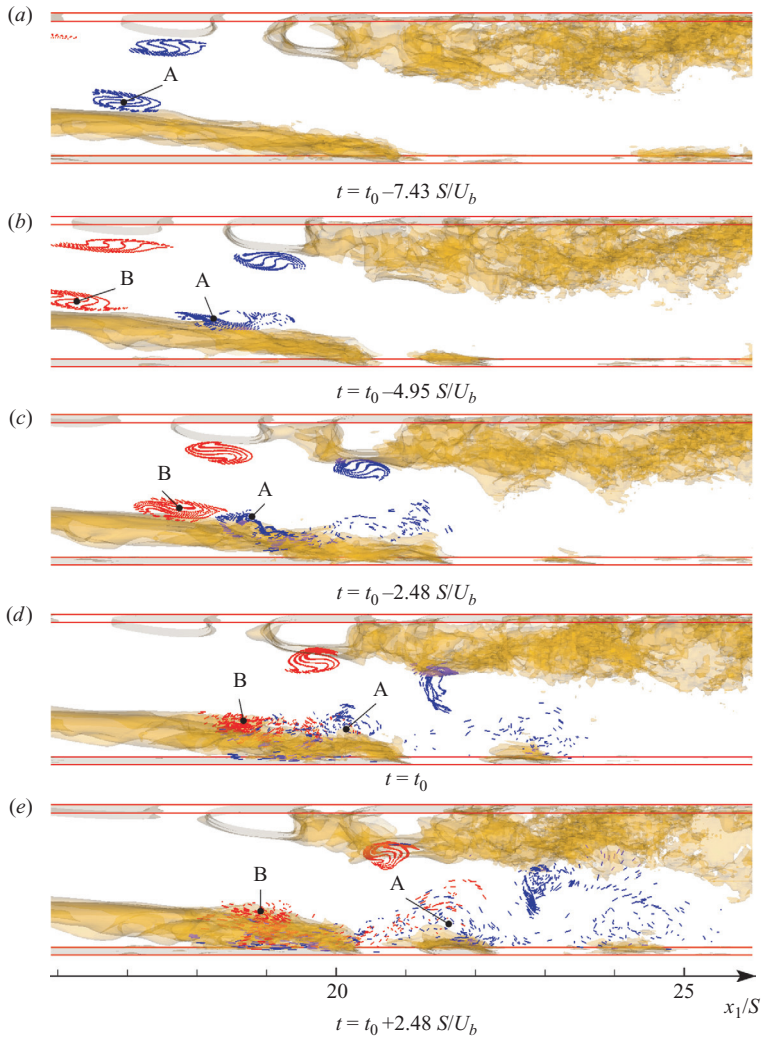 (a)
A
t = t0 –7.43 S/Ub
(b)
B
A
t = t0 –4.95 S/Ub
(c)
B
A
t = t0 –2.48 S/Ub
(d)
B
A
t = t0
(e)
B
A
20
25
x1/S
t = t0 +2.48 S/Ub